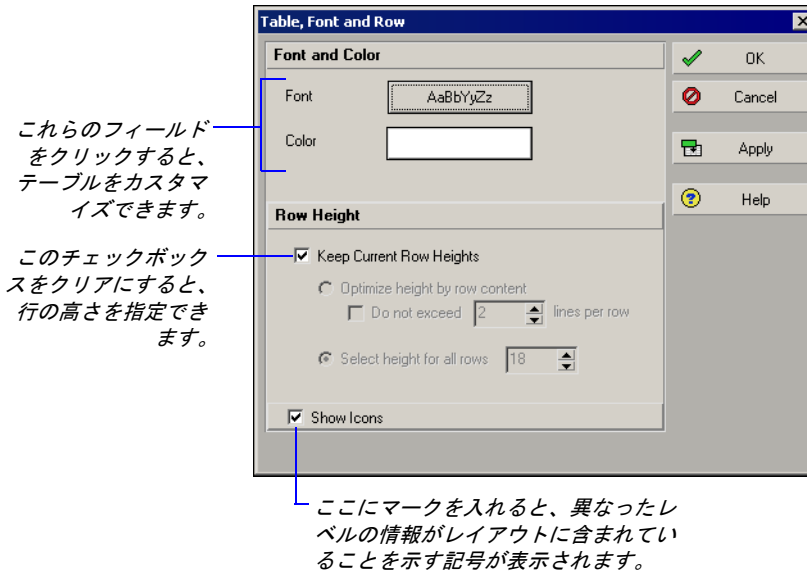 Table, Font and Row
Font and Color
Font
AaBbYyZz
Color
OK
Cancel
Apply
Help
これらのフィールド
をクリックすると、
テーブルをカスタマ
イズできます。
Row Height
このチェックボック
スをクリアにすると、
行の高さを指定でき
ます。
Keep Current Row Heights
Optimize height by row content
Do not exceed 2 lines per row
Select height for all rows 18
Show Icons
ここにマークを入れると、異なったレ
ベルの情報がレイアウトに含まれてい
ることを示す記号が表示されます。